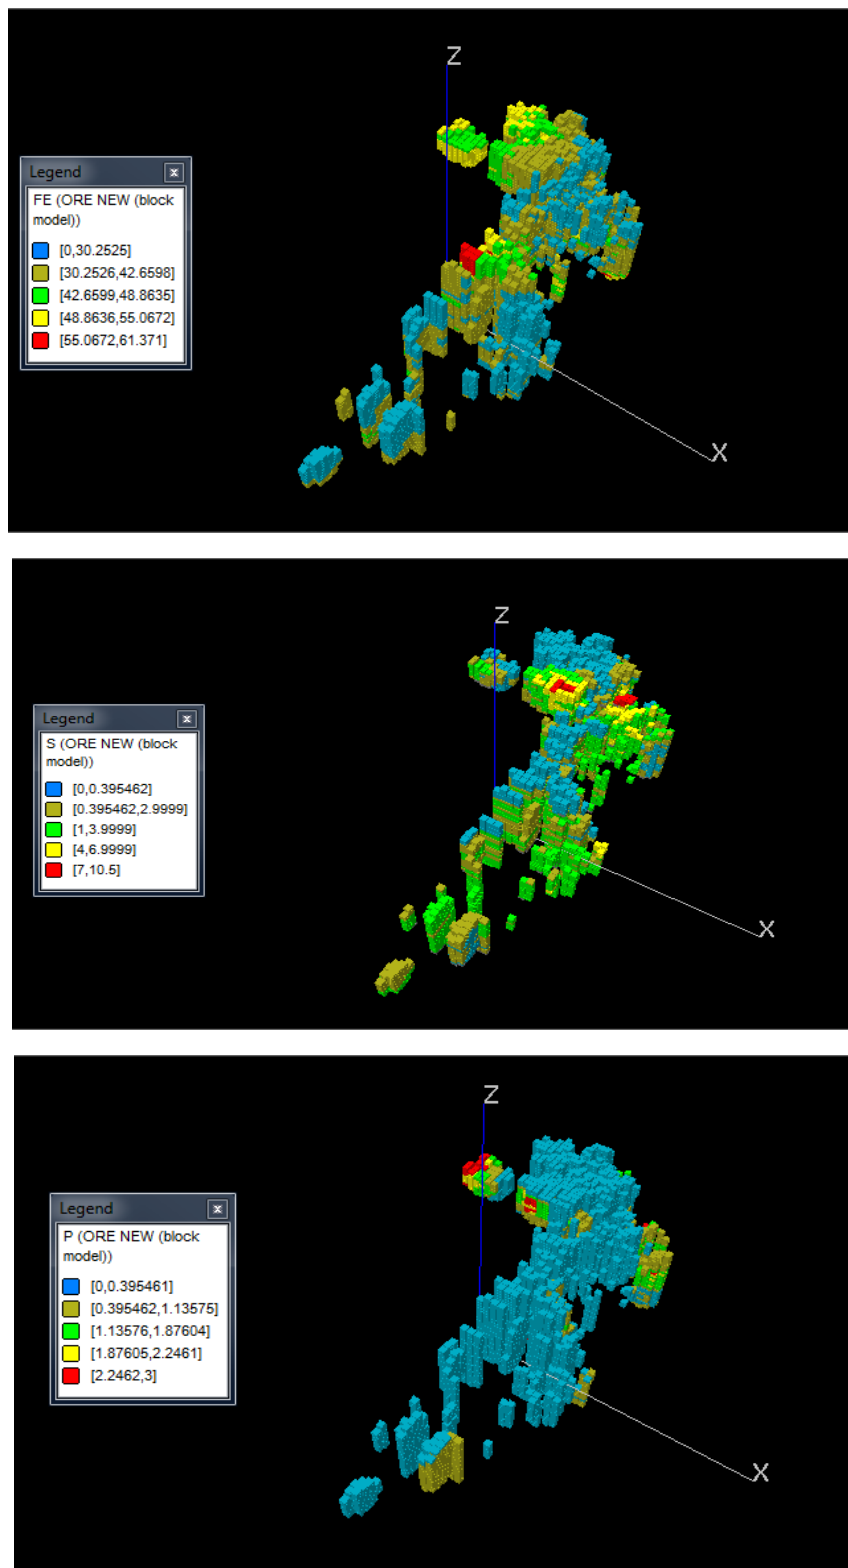 Z
Legend
x
FE (ORE NEW (block
model))
[0,30.2525]
[30.2526,42.6598]
[42.6599,48.8635]
[48.8636,55.0672]
[55.0672,61.371]
X
Z
Legend
x
S (ORE NEW (block
model))
[0,0.395462]
[0.395462,2.9999]
[1,3.9999]
[4,6.9999]
[7,10.5]
X
Z
Legend
x
P (ORE NEW (block
model))
[0,0.395461]
[0.395462,1.13575]
[1.13576,1.87604]
[1.87605,2.2461]
[2.2462,3]
X